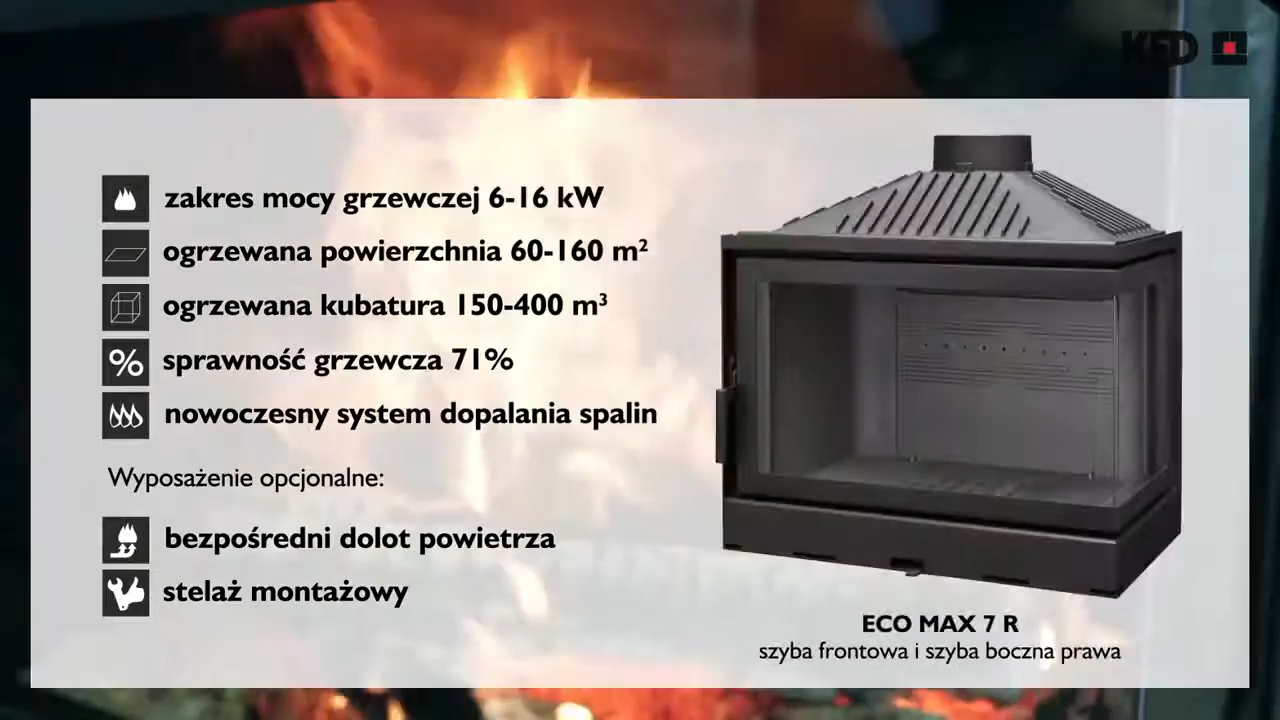 KFD
zakres mocy grzewczej 6-16 kW
ogrzewana powierzchnia 60-160 m²
ogrzewana kubatura 150-400 m³
% sprawność grzewcza 71%
nowoczesny system dopalania spalin
Wyposażenie opcjonalne:
bezpośredni dolot powietrza
stelaż montażowy
ECO MAX 7 R
szyba frontowa i szyba boczna prawa